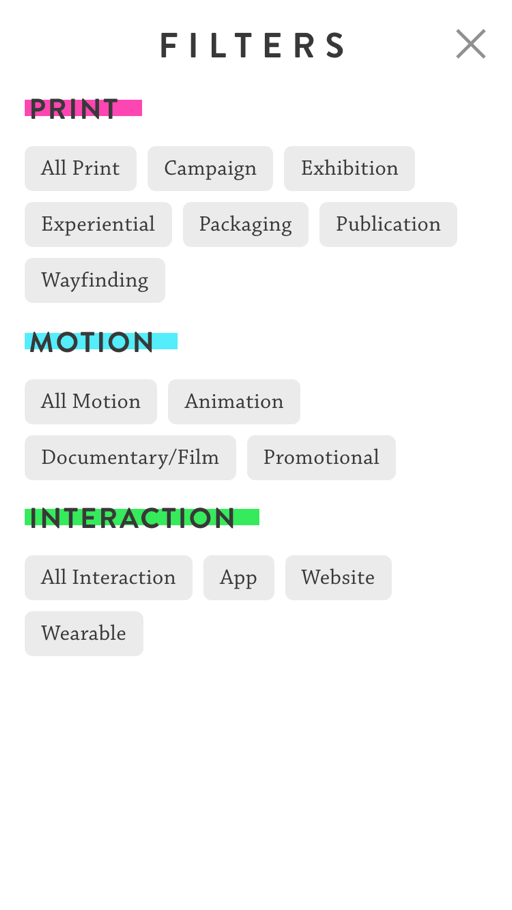 FILTERS
PRINT
All Print Campaign Exhibition
Experiential Packaging Publication
Wayfinding
MOTION
All Motion Animation
Documentary/Film Promotional
INTERACTION
All Interaction App Website
Wearable